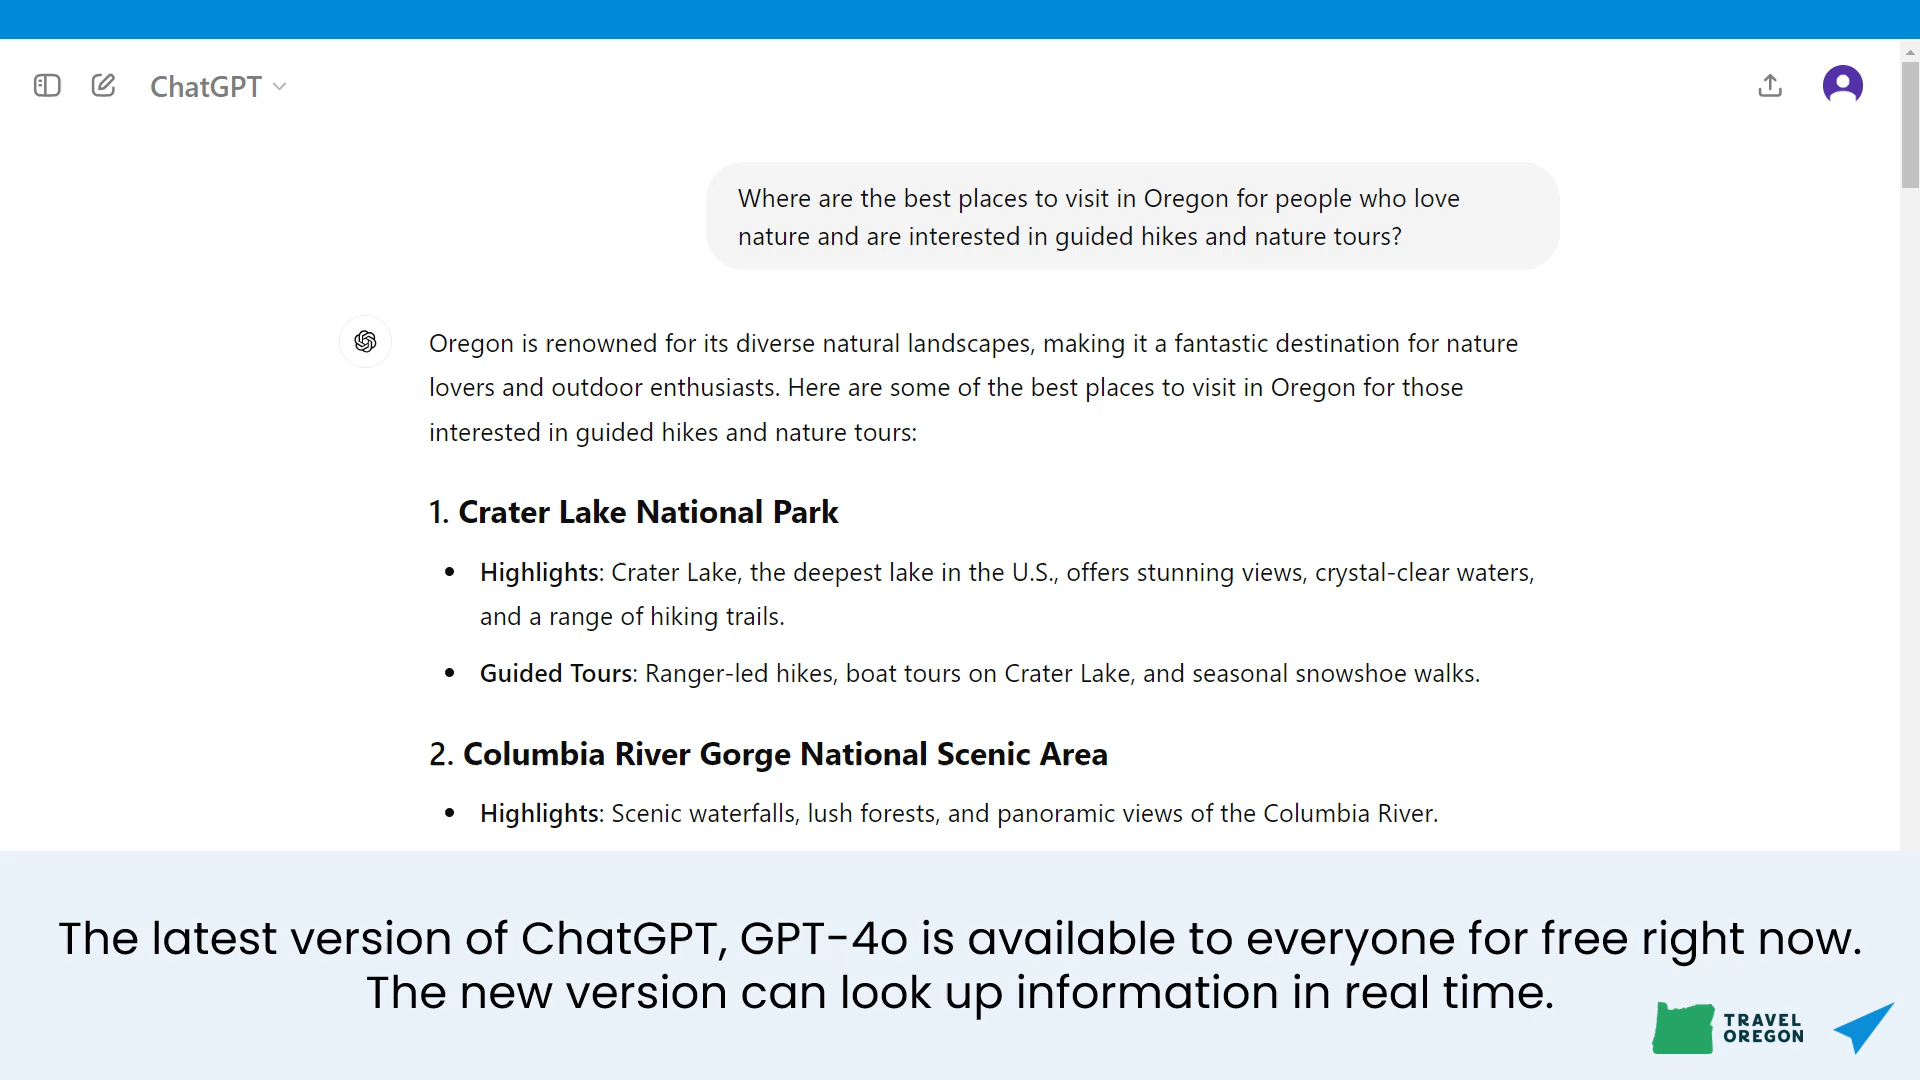 ChatGPT
Where are the best places to visit in Oregon for people who love
nature and are interested in guided hikes and nature tours?
Oregon is renowned for its diverse natural landscapes, making it a fantastic destination for nature
lovers and outdoor enthusiasts. Here are some of the best places to visit in Oregon for those
interested in guided hikes and nature tours:
1. Crater Lake National Park
• Highlights: Crater Lake, the deepest lake in the U.S., offers stunning views, crystal-clear waters,
and a range of hiking trails.
• Guided Tours: Ranger-led hikes, boat tours on Crater Lake, and seasonal snowshoe walks.
2. Columbia River Gorge National Scenic Area
• Highlights: Scenic waterfalls, lush forests, and panoramic views of the Columbia River.
The latest version of ChatGPT, GPT-4o is available to everyone for free right now.
The new version can look up information in real time.
TRAVEL
OREGON